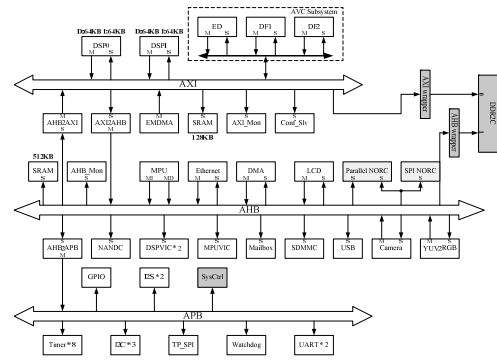 AVC Subsystem
D:64KB I:64KB D:64KB I:64KB
ED DF1 DF2
M S M S M S
DSP0 DSP1
M S M S
AXI
AXI wrapper
DDR2C
M S S S S S
AHB2AXI AXI2AHB EMDMA SRAM AXI_Mon Conf_Slv
S M M
128KB
AHB wrapper
512KB
SRAM AHB_Mon MPU Ethernet DMA LCD Parallel NORC SPI NORC
S S MI MD M S M S M S S S
AHB
S S S S S S S M S M S
AHB2APB NANDC DSPVIC*2 MPUVIC Mailbox SDMMC USB Camera YUV2RGB
M
GPIO I2S*2 SysCtrl
APB
Timer*8 I2C*3 TP_SPI Watchdog UART*2